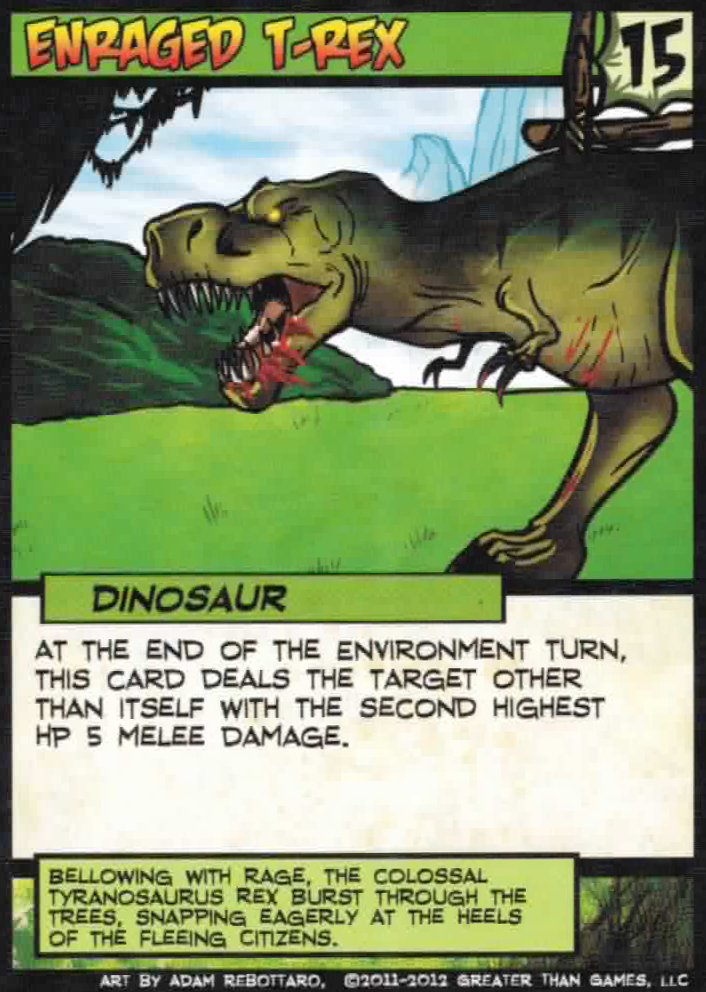 ENRAGED T-REX
15
DINOSAUR
AT THE END OF THE ENVIRONMENT TURN,
THIS CARD DEALS THE TARGET OTHER
THAN ITSELF WITH THE SECOND HIGHEST
HP 5 MELEE DAMAGE.
BELLOWING WITH RAGE, THE COLOSSAL
TYRANOSAURUS REX BURST THROUGH THE
TREES, SNAPPING EAGERLY AT THE HEELS
OF THE FLEEING CITIZENS.
ART BY ADAM REBOTTARO, ©2011-2012 GREATER THAN GAMES, LLC